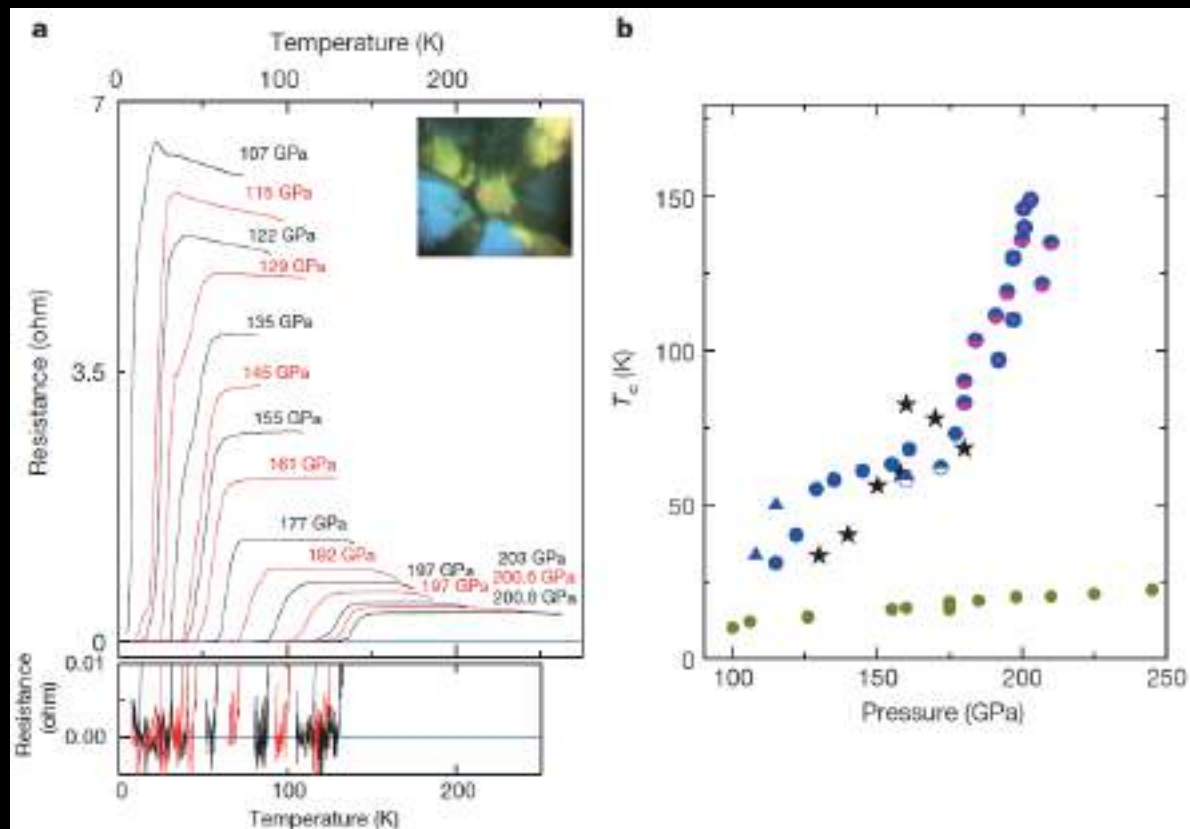 a
Temperature (K)
0 100 200
7
3.5
0
Resistance (ohm)
107 GPa
115 GPa
122 GPa
129 GPa
135 GPa
145 GPa
155 GPa
161 GPa
177 GPa
192 GPa
197 GPa
203 GPa
197 GPa
200.6 GPa
200.8 GPa
0.01
0.00
Resistance
(ohm)
0 100 200
Temperature (K)
b
150
100
50
0
Tc (K)
100 150 200 250
Pressure (GPa)